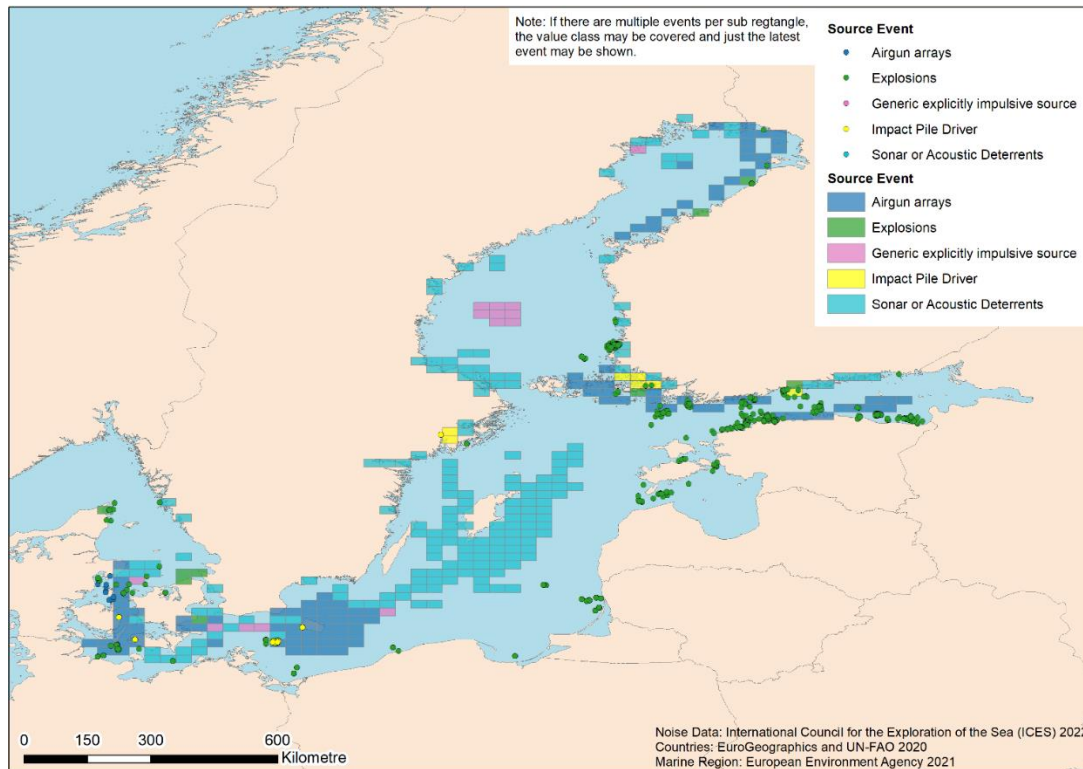 Note: If there are multiple events per sub regtangle,
the value class may be covered and just the latest
event may be shown.
Source Event
Airgun arrays
Explosions
Generic explicitly impulsive source
Impact Pile Driver
Sonar or Acoustic Deterrents
Source Event
Airgun arrays
Explosions
Generic explicitly impulsive source
Impact Pile Driver
Sonar or Acoustic Deterrents
0 150 300 600
Kilometre
Noise Data: International Council for the Exploration of the Sea (ICES) 2022
Countries: EuroGeographics and UN-FAO 2020
Marine Region: European Environment Agency 2021